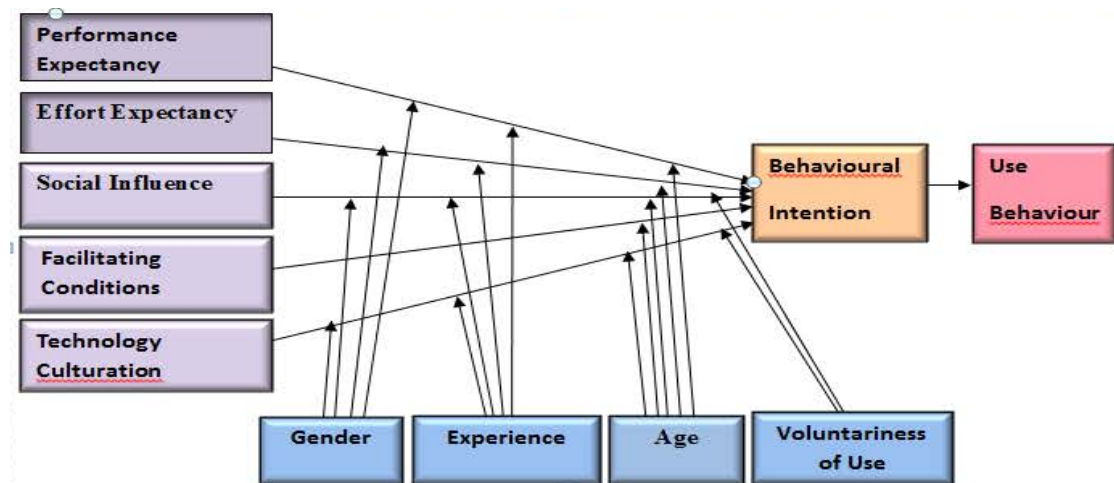 Performance
Expectancy
Effort Expectancy
Social Influence
Facilitating
Conditions
Technology
Culturation
Behavioural
Intention
Use
Behaviour
Gender
Experience
Age
Voluntariness
of Use